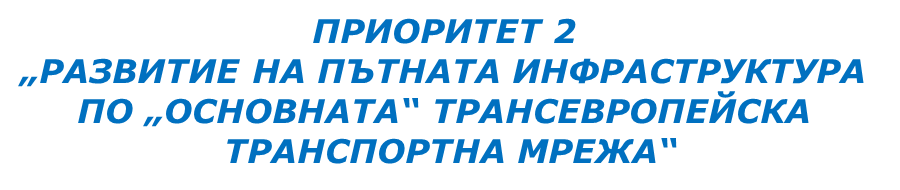 ПРИОРИТЕТ 2
„РАЗВИТИЕ НА ПЪТНАТА ИНФРАСТРУКТУРА
ПО „ОСНОВНАТА“ ТРАНСЕВРОПЕЙСКА
ТРАНСПОРТНА МРЕЖА“